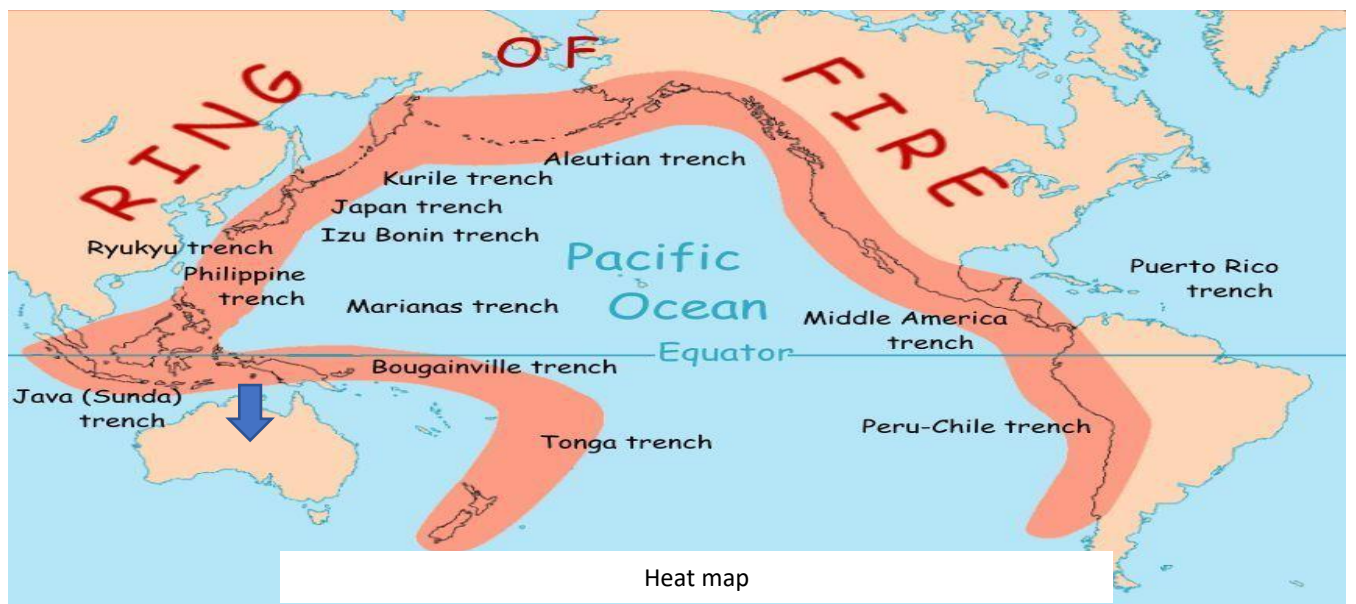 RING OF FIRE
Aleutian trench
Kurile trench
Japan trench
Izu Bonin trench
Ryukyu trench
Philippine
trench
Marianas trench
Pacific
Ocean
Puerto Rico
trench
Middle America
trench
Equator
Bougainville trench
Java (Sunda)
trench
Tonga trench
Peru-Chile trench
Heat map